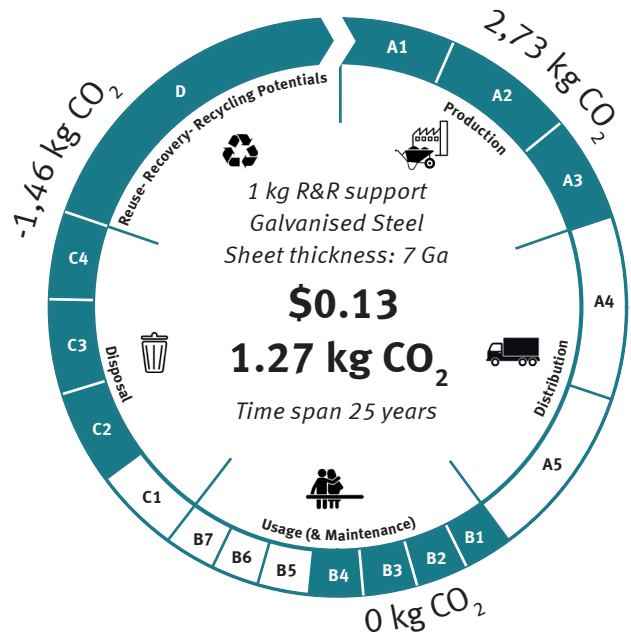 2,73 kg CO2
A1
A2
A3
Production
A4
A5
Distribution
B1
B2
B3
B4
B5
B6
B7
Usage (& Maintenance)
0 kg CO2
C1
C2
C3
C4
Disposal
D
Reuse- Recovery- Recycling Potentials
-1,46 kg CO2
1 kg R&R support
Galvanised Steel
Sheet thickness: 7 Ga
$0.13
1.27 kg CO2
Time span 25 years